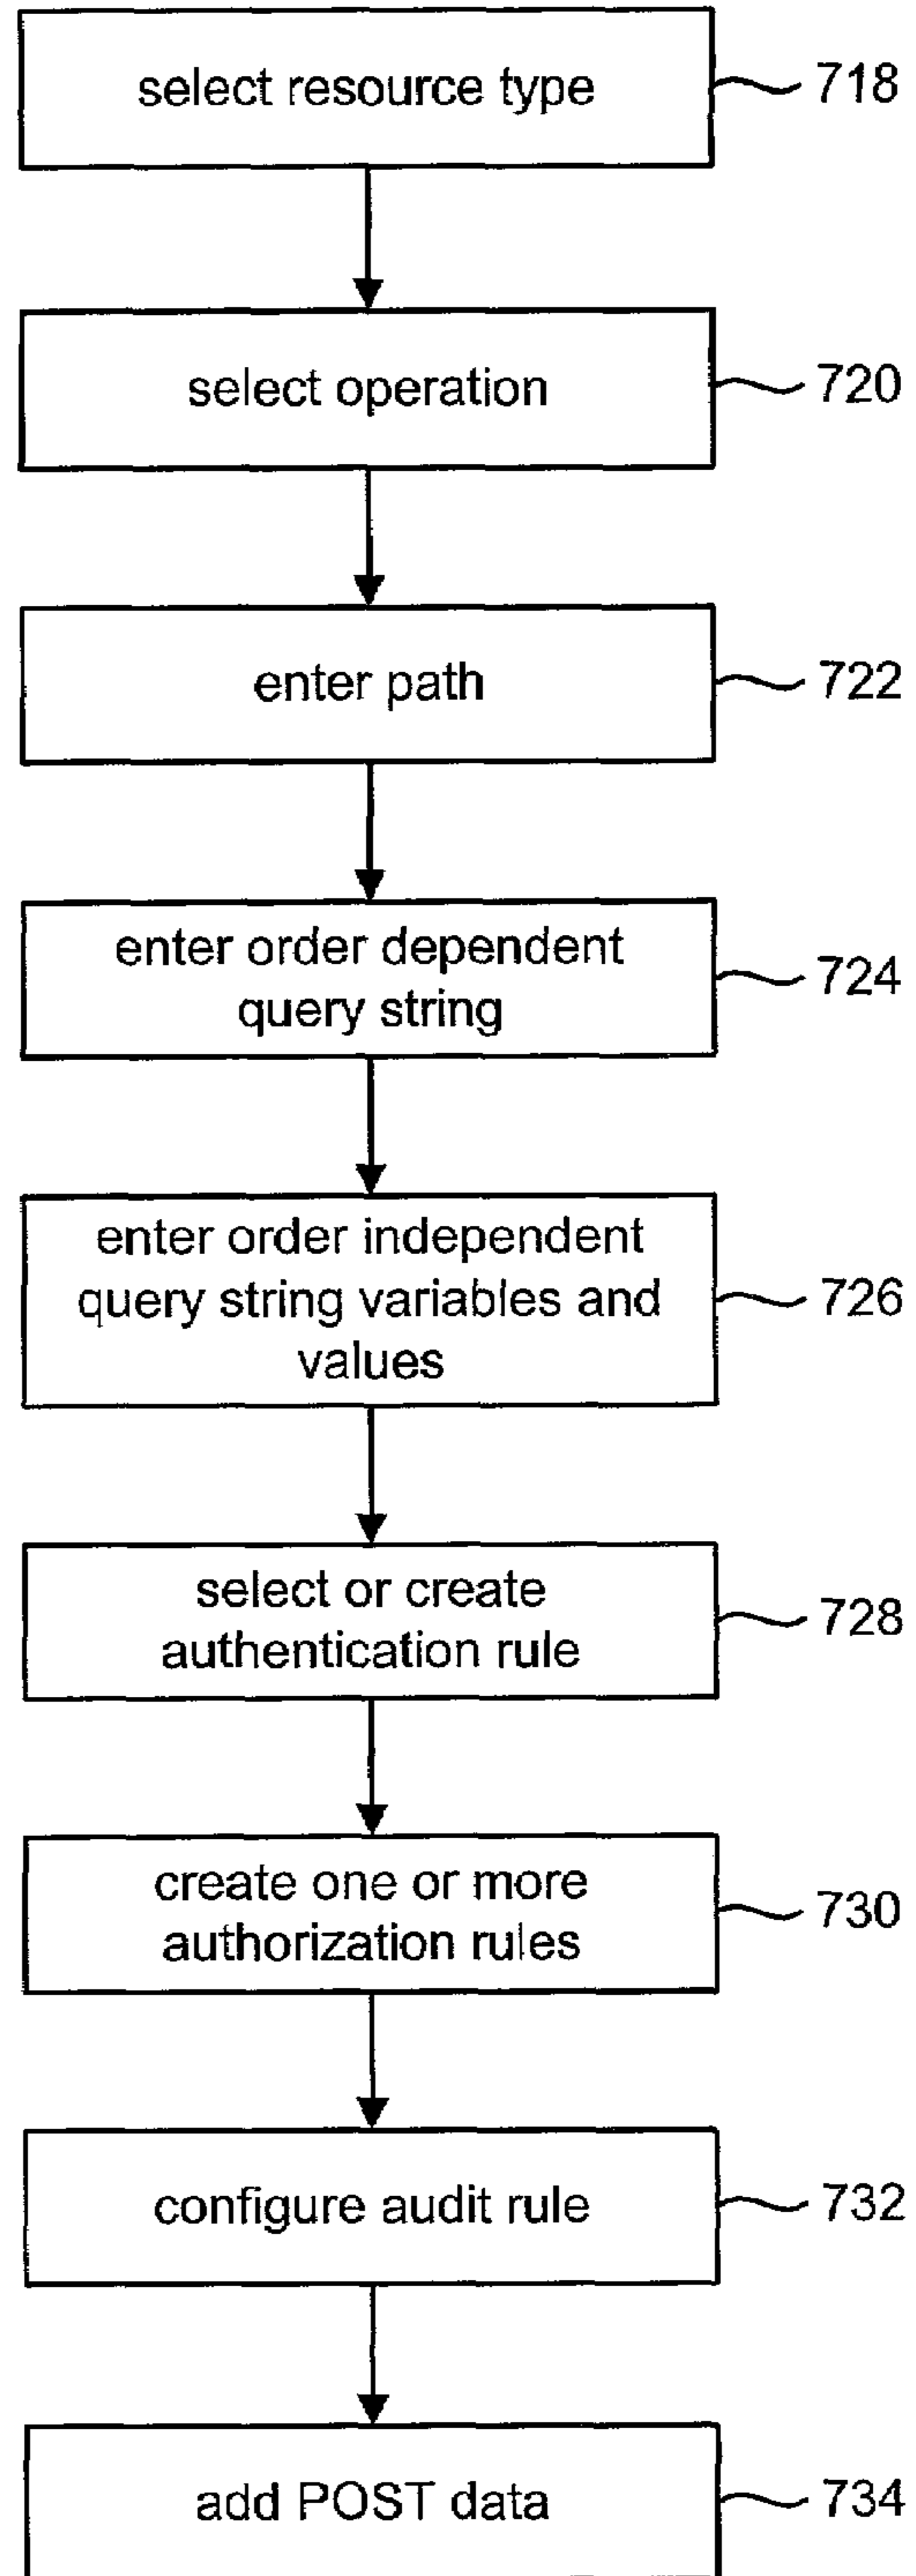 select resource type
718
select operation
720
enter path
722
enter order dependent
query string
724
enter order independent
query string variables and
values
726
select or create
authentication rule
728
create one or more
authorization rules
730
configure audit rule
732
add POST data
734